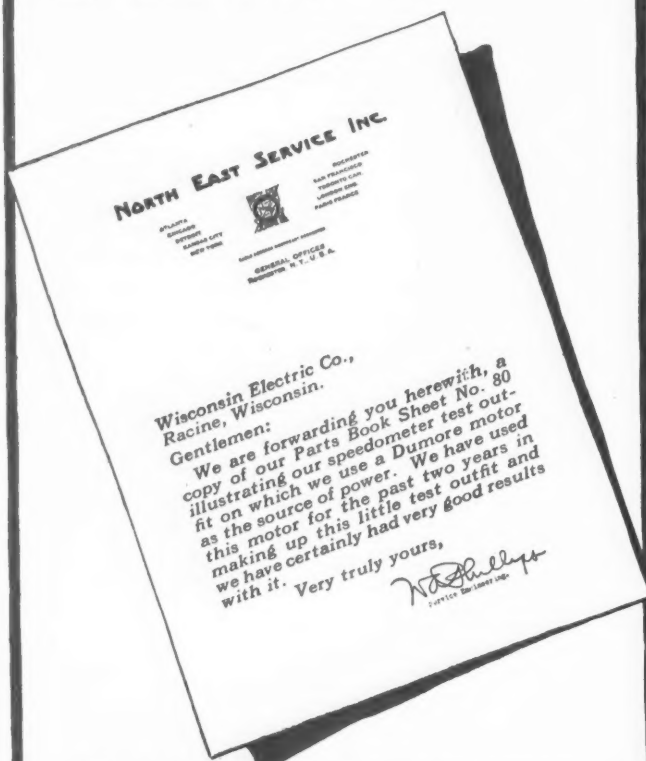 NORTH EAST SERVICE INC.
ATLANTA
CHICAGO
DETROIT
KANSAS CITY
NEW YORK
ROCHESTER
SAN FRANCISCO
TORONTO CAN.
LONDON ENG.
PARIS FRANCE
GENERAL OFFICES
ROCHESTER N.Y., U.S.A.
Wisconsin Electric Co.,
Racine, Wisconsin.
Gentlemen:
We are forwarding you herewith, a
copy of our Parts Book Sheet No. 80
illustrating our speedometer test out-
fit on which we use a Dumore motor
as the source of power. We have used
this motor for the past two years in
making up this little test outfit and
we have certainly had very good results
with it.
Very truly yours,
Service Engineering.